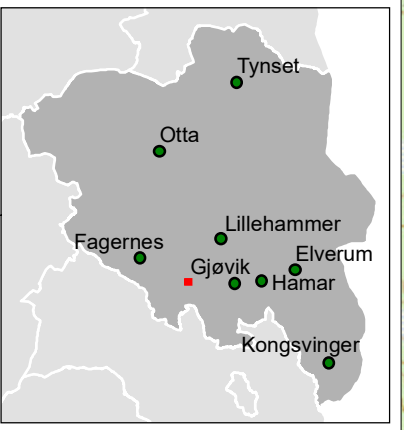 Tynset
Otta
Lillehammer
Fagernes
Elverum
Gjøvik
Hamar
Kongsvinger